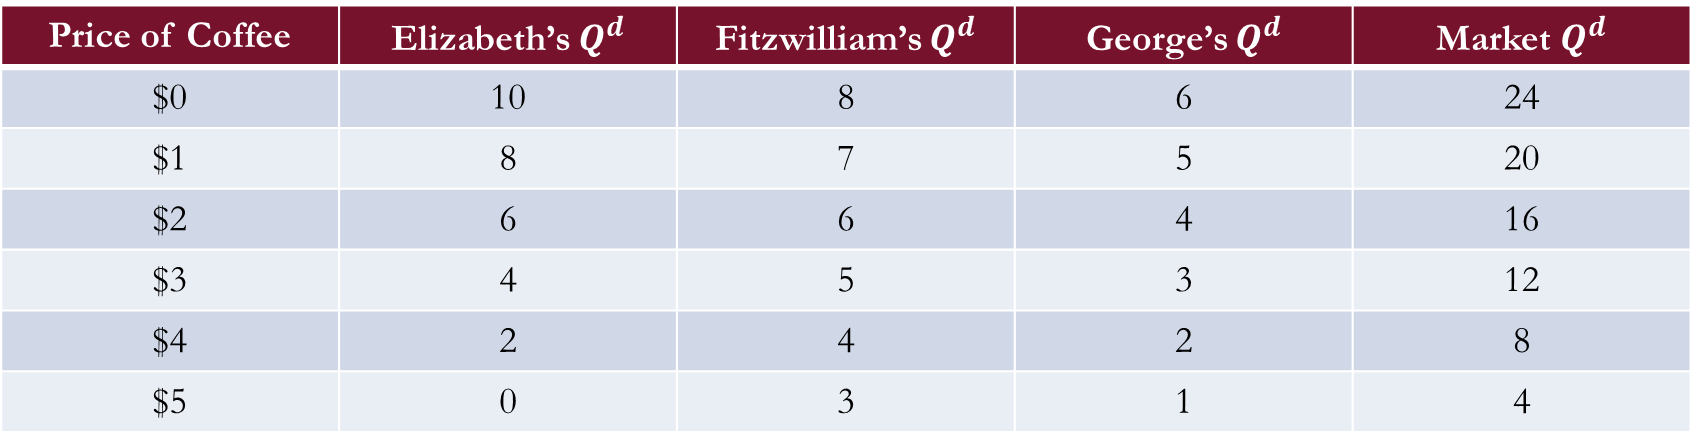 Price of Coffee Elizabeth's Q^d Fitzwilliam's Q^d George's Q^d Market Q^d
$0 10 8 6 24
$1 8 7 5 20
$2 6 6 4 16
$3 4 5 3 12
$4 2 4 2 8
$5 0 3 1 4